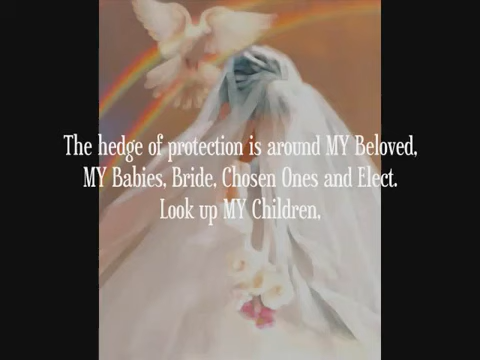 The hedge of protection is around MY Beloved,
MY Babies, Bride, Chosen Ones and Elect.
Look up MY Children,